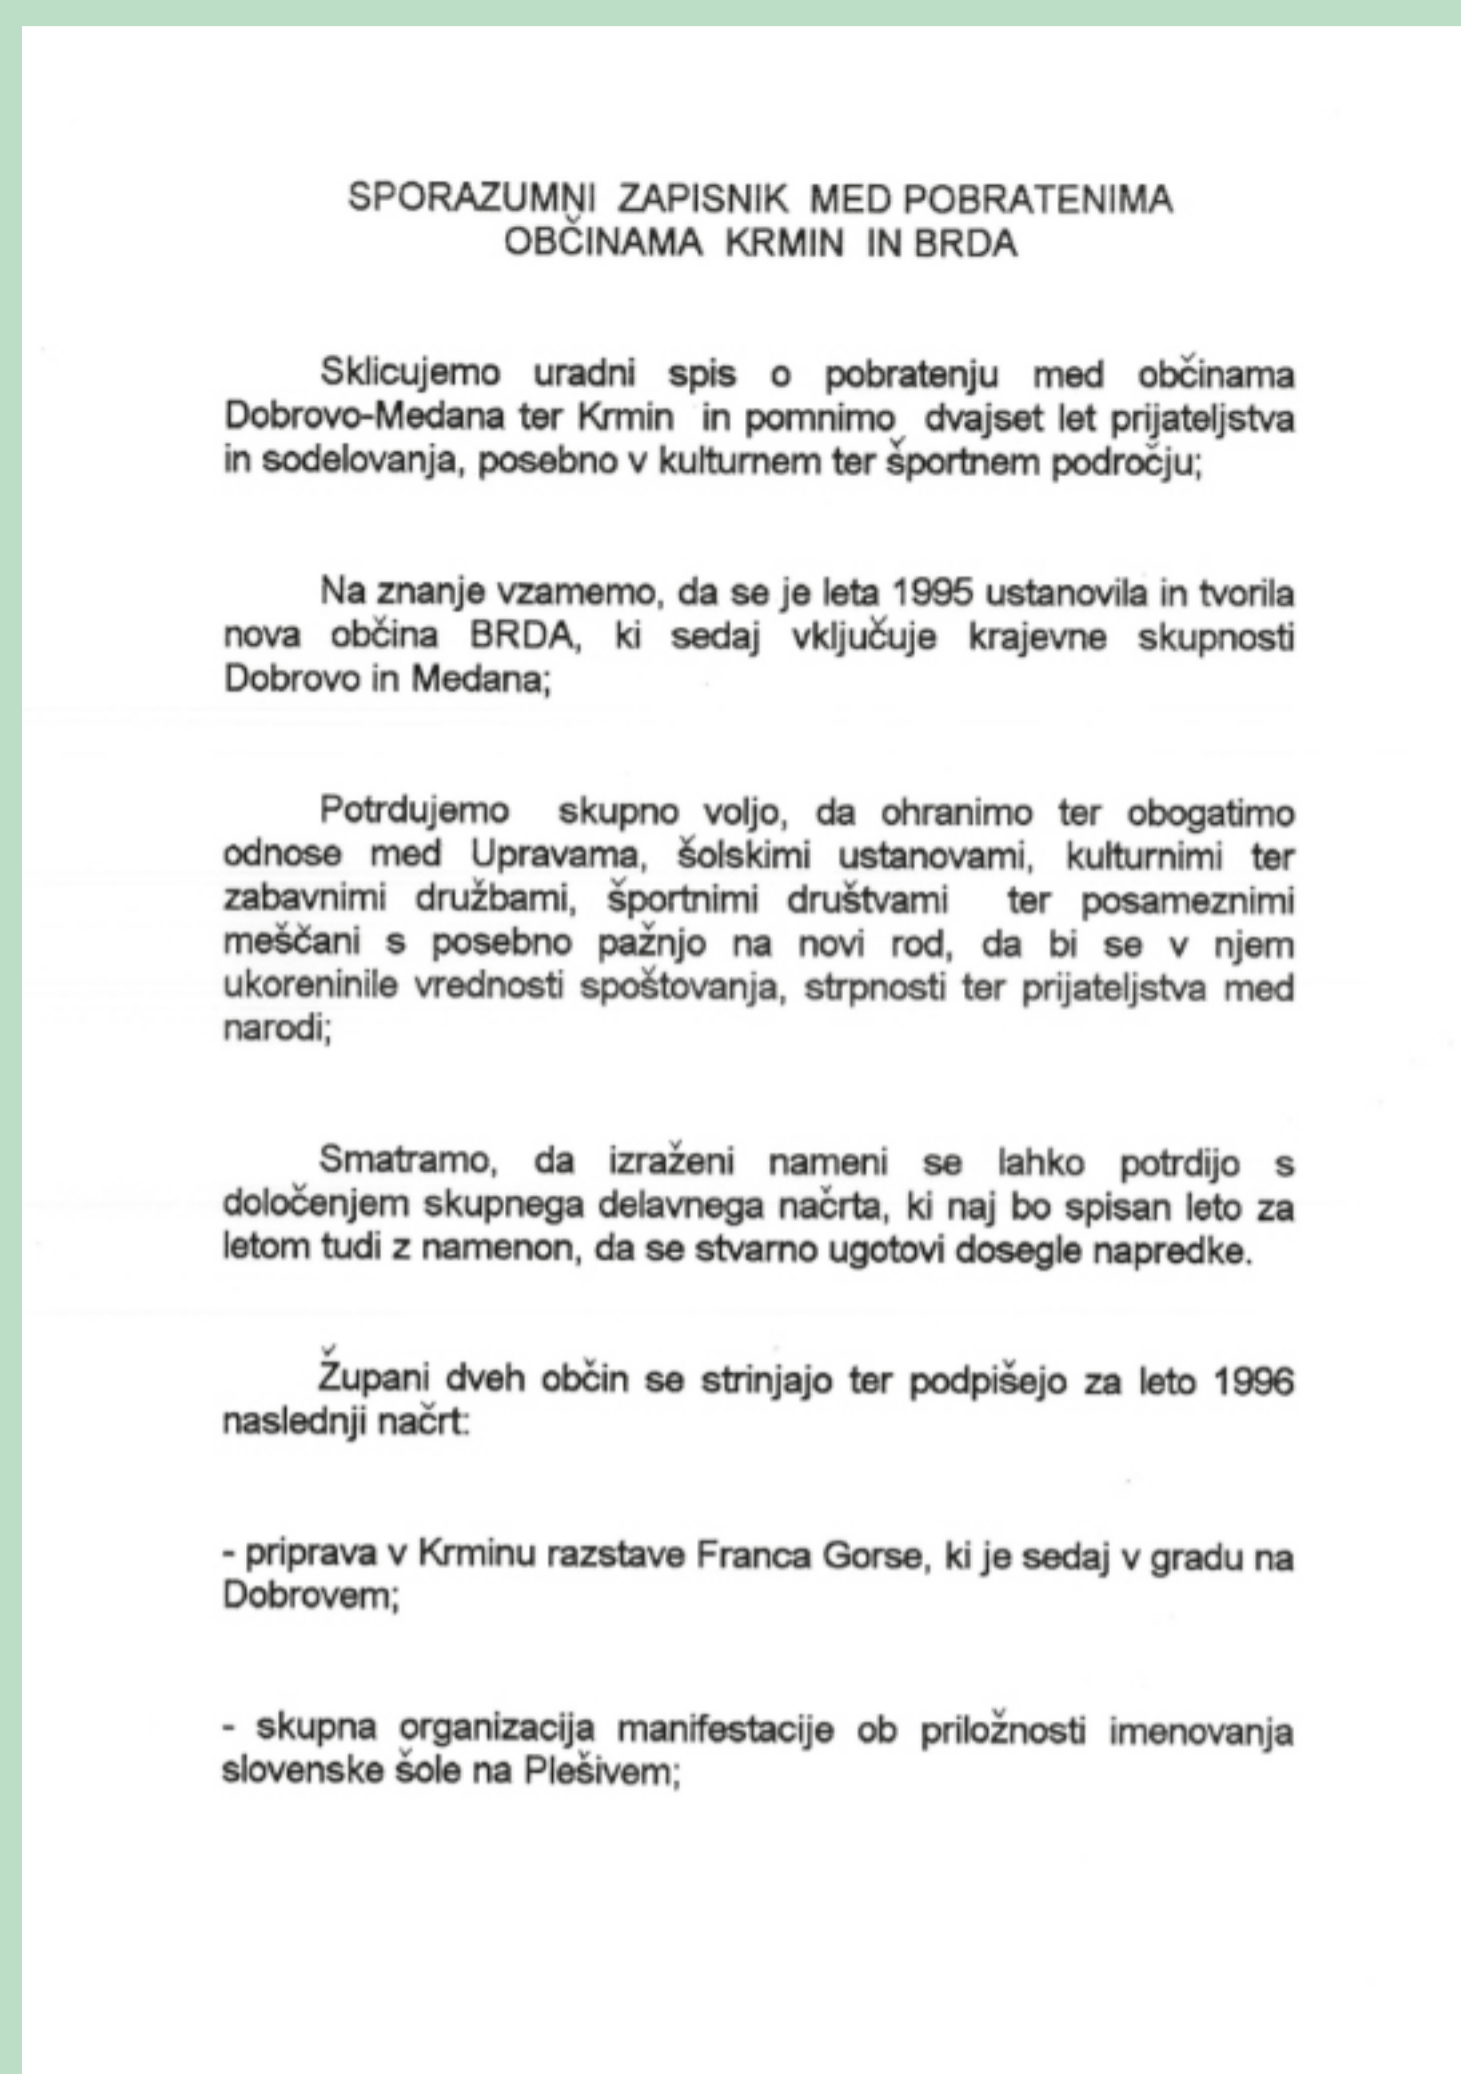 SPORAZUMNI ZAPISNIK MED POBRATENIMA
OBČINAMA KRMIN IN BRDA
Sklicujemo uradni spis o pobratenju med občinama
Dobrovo-Medana ter Krmin in pomnimo dvajset let prijateljstva
in sodelovanja, posebno v kulturnem ter športnem področju;
Na znanje vzamemo, da se je leta 1995 ustanovila in tvorila
nova občina BRDA, ki sedaj vključuje krajevne skupnosti
Dobrovo in Medana;
Potrdujemo skupno voljo, da ohranimo ter obogatimo
odnose med Upravama, šolskimi ustanovami, kulturnimi ter
zabavnimi družbami, športnimi društvami ter posameznimi
meščani s posebno pažnjo na novi rod, da bi se v njem
ukoreninile vrednosti spoštovanja, strpnosti ter prijateljstva med
narodi;
Smatramo, da izraženi nameni se lahko potrdijo s
določenjem skupnega delavnega načrta, ki naj bo spisan leto za
letom tudi z namenon, da se stvarno ugotovi dosegle napredke.
Župani dveh občin se strinjajo ter podpišejo za leto 1996
naslednji načrt:
- priprava v Krminu razstave Franca Gorse, ki je sedaj v gradu na
Dobrovem;
- skupna organizacija manifestacije ob priložnosti imenovanja
slovenske šole na Plešivem;